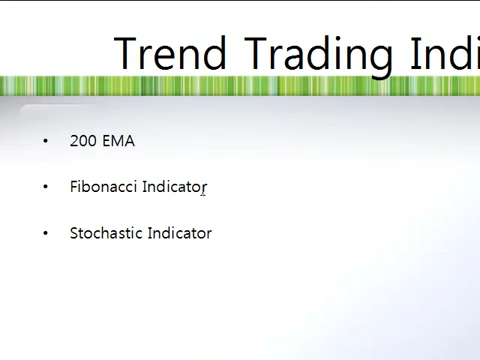 Trend Trading Indi
• 200 EMA
• Fibonacci Indicator
• Stochastic Indicator